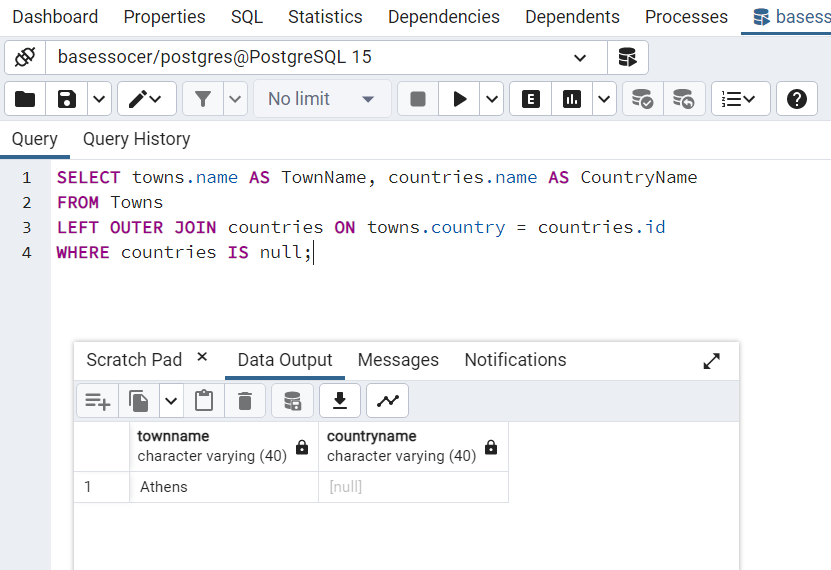 Dashboard Properties SQL Statistics Dependencies Dependents Processes basess
basessocer/postgres@PostgreSQL 15
No limit E ?
Query Query History
1 SELECT towns.name AS TownName, countries.name AS CountryName
2 FROM Towns
3 LEFT OUTER JOIN countries ON towns.country = countries.id
4 WHERE countries IS null;
Scratch Pad × Data Output Messages Notifications
townname countryname
character varying (40) character varying (40)
1 Athens [null]